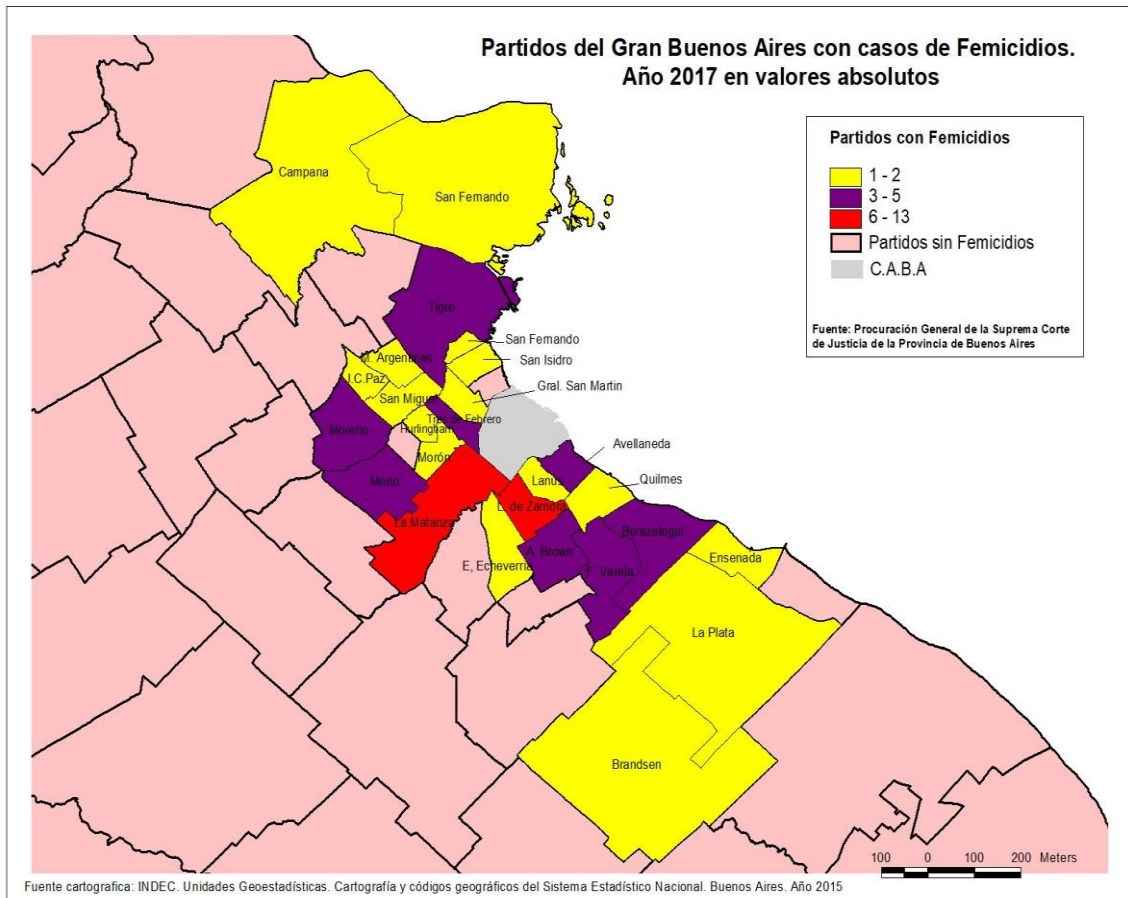 Partidos del Gran Buenos Aires con casos de Femicidios.
Año 2017 en valores absolutos
Partidos con Femicidios
1 - 2
3 - 5
6 - 13
Partidos sin Femicidios
C.A.B.A
Fuente: Procuración General de la Suprema Corte
de Justicia de la Provincia de Buenos Aires
Campana
San Fernando
Tigro
San Fernando
San Isidro
M. Argentinas
J.C.Paz
Gral. San Martin
San Miguel
Tres de Febrero
Hurlingham
Moreno
Morón
Avellaneda
Merlo
Lanus
Quilmes
L. de Zamora
La Matanza
Berazategui
A. Brown
Ensenada
E, Echeverria
F. Varela
La Plata
Brandsen
100 0 100 200 Meters
Fuente cartografica: INDEC. Unidades Geoestadísticas. Cartografía y códigos geográficos del Sistema Estadístico Nacional. Buenos Aires. Año 2015